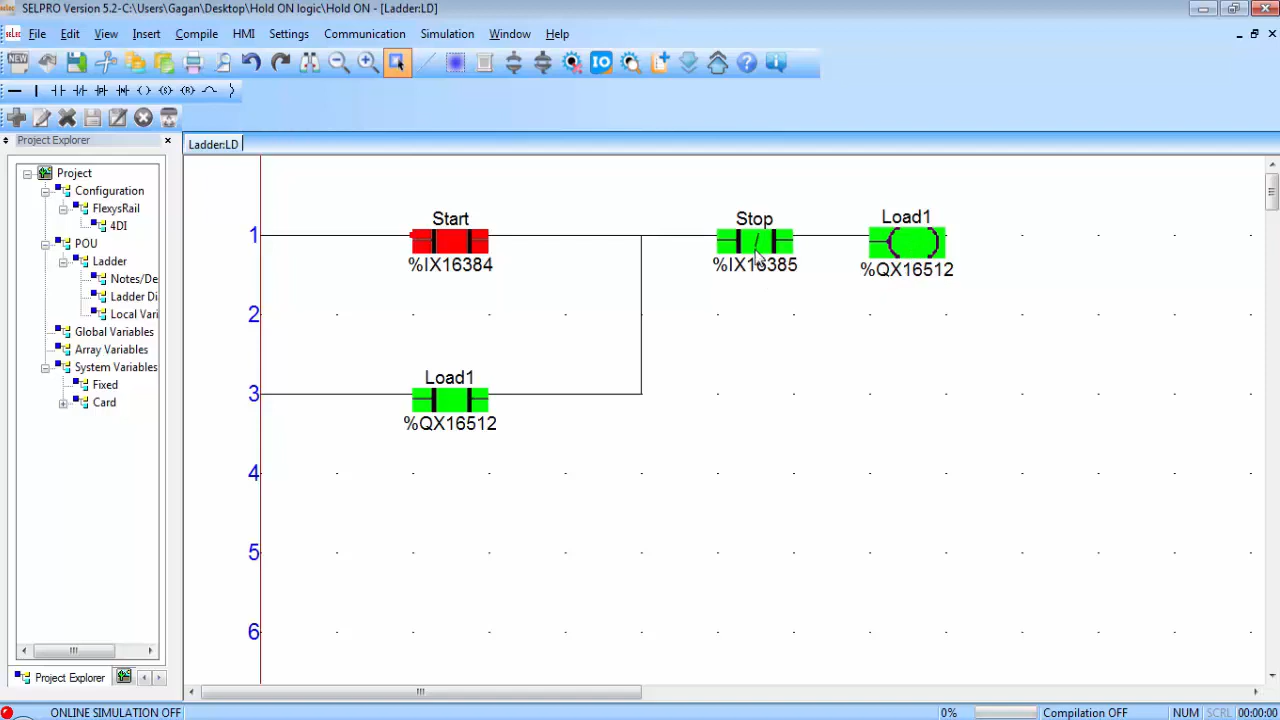 SELPRO Version 5.2-C:\Users\Gagan\Desktop\Hold ON logic\Hold ON - [Ladder:LD]
File Edit View Insert Compile HMI Settings Communication Simulation Window Help
NEW IO
(S) (R)
Project Explorer
Ladder:LD
Project
Configuration
FlexysRail
4DI
POU
Ladder
Notes/De
Ladder Di
Local Vari
Global Variables
Array Variables
System Variables
Fixed
Card
Project Explorer
1
Start
%IX16384
Stop
%IX16385
Load1
%QX16512
2
3
Load1
%QX16512
4
5
6
ONLINE SIMULATION OFF 0% Compilation OFF NUM SCRL 00:00:00